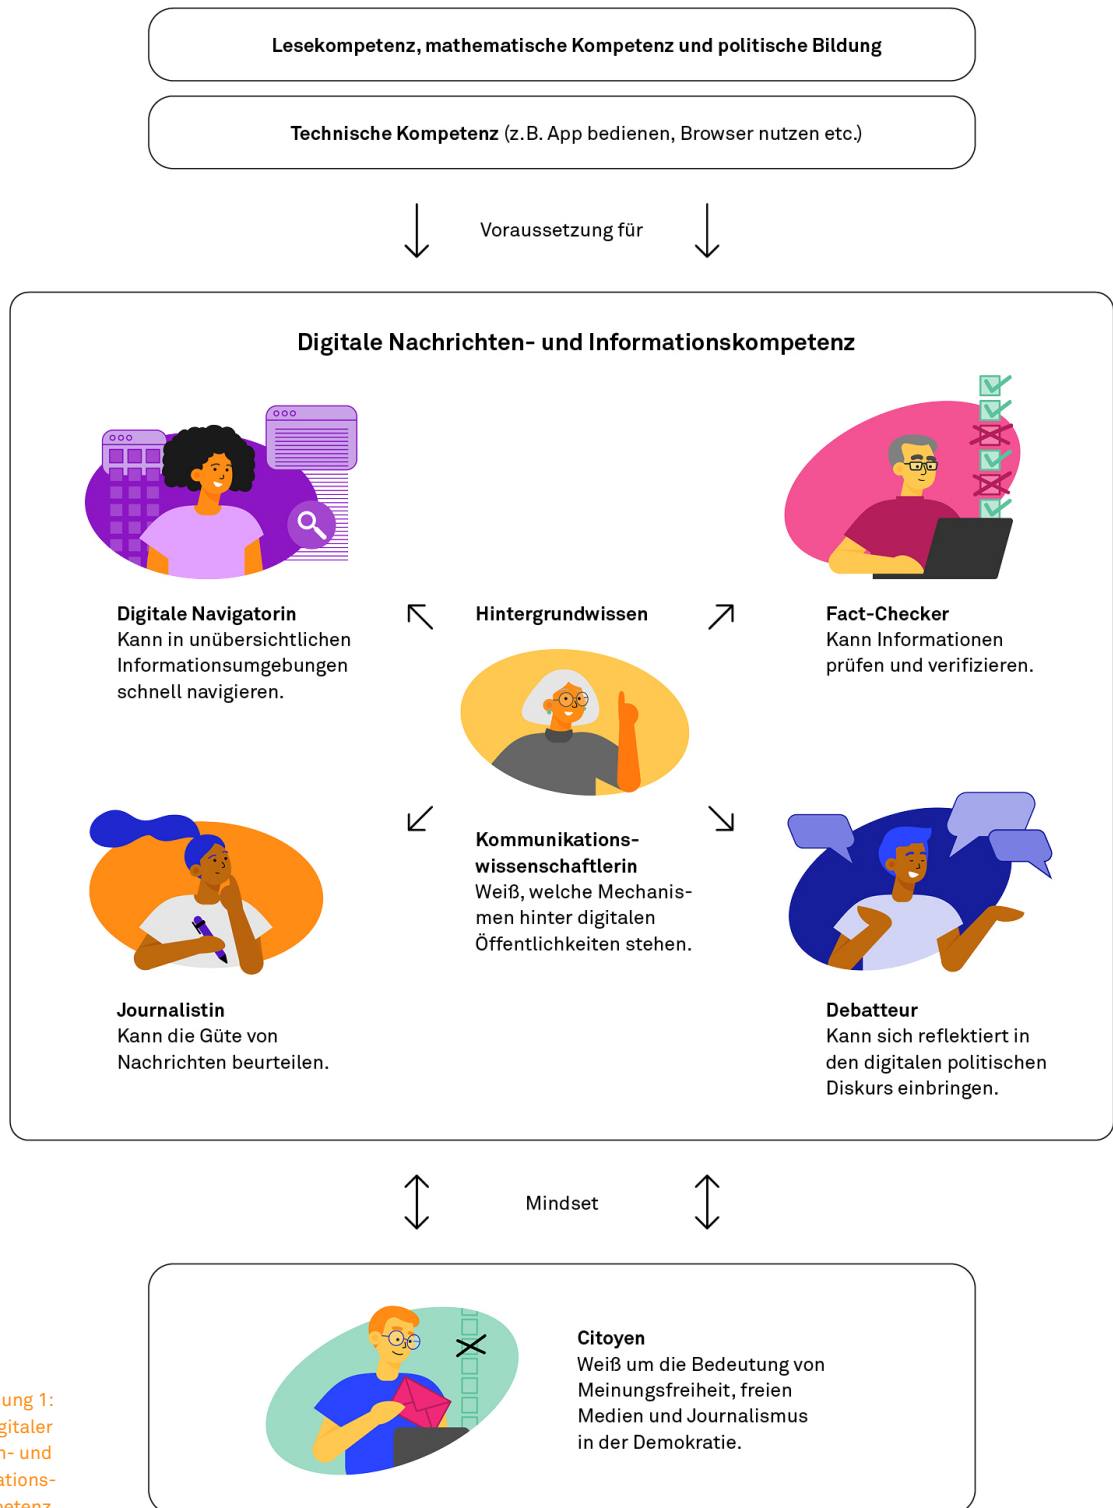 Lesekompetenz, mathematische Kompetenz und politische Bildung
Technische Kompetenz (z.B. App bedienen, Browser nutzen etc.)
Voraussetzung für
Digitale Nachrichten- und Informationskompetenz
Digitale Navigatorin
Kann in unübersichtlichen
Informationsumgebungen
schnell navigieren.
Hintergrundwissen
Fact-Checker
Kann Informationen
prüfen und verifizieren.
Kommunikations-
wissenschaftlerin
Weiß, welche Mechanis-
men hinter digitalen
Öffentlichkeiten stehen.
Journalistin
Kann die Güte von
Nachrichten beurteilen.
Debatteur
Kann sich reflektiert in
den digitalen politischen
Diskurs einbringen.
Mindset
Citoyen
Weiß um die Bedeutung von
Meinungsfreiheit, freien
Medien und Journalismus
in der Demokratie.
ung 1:
gitaler
n- und
ations-
petenz